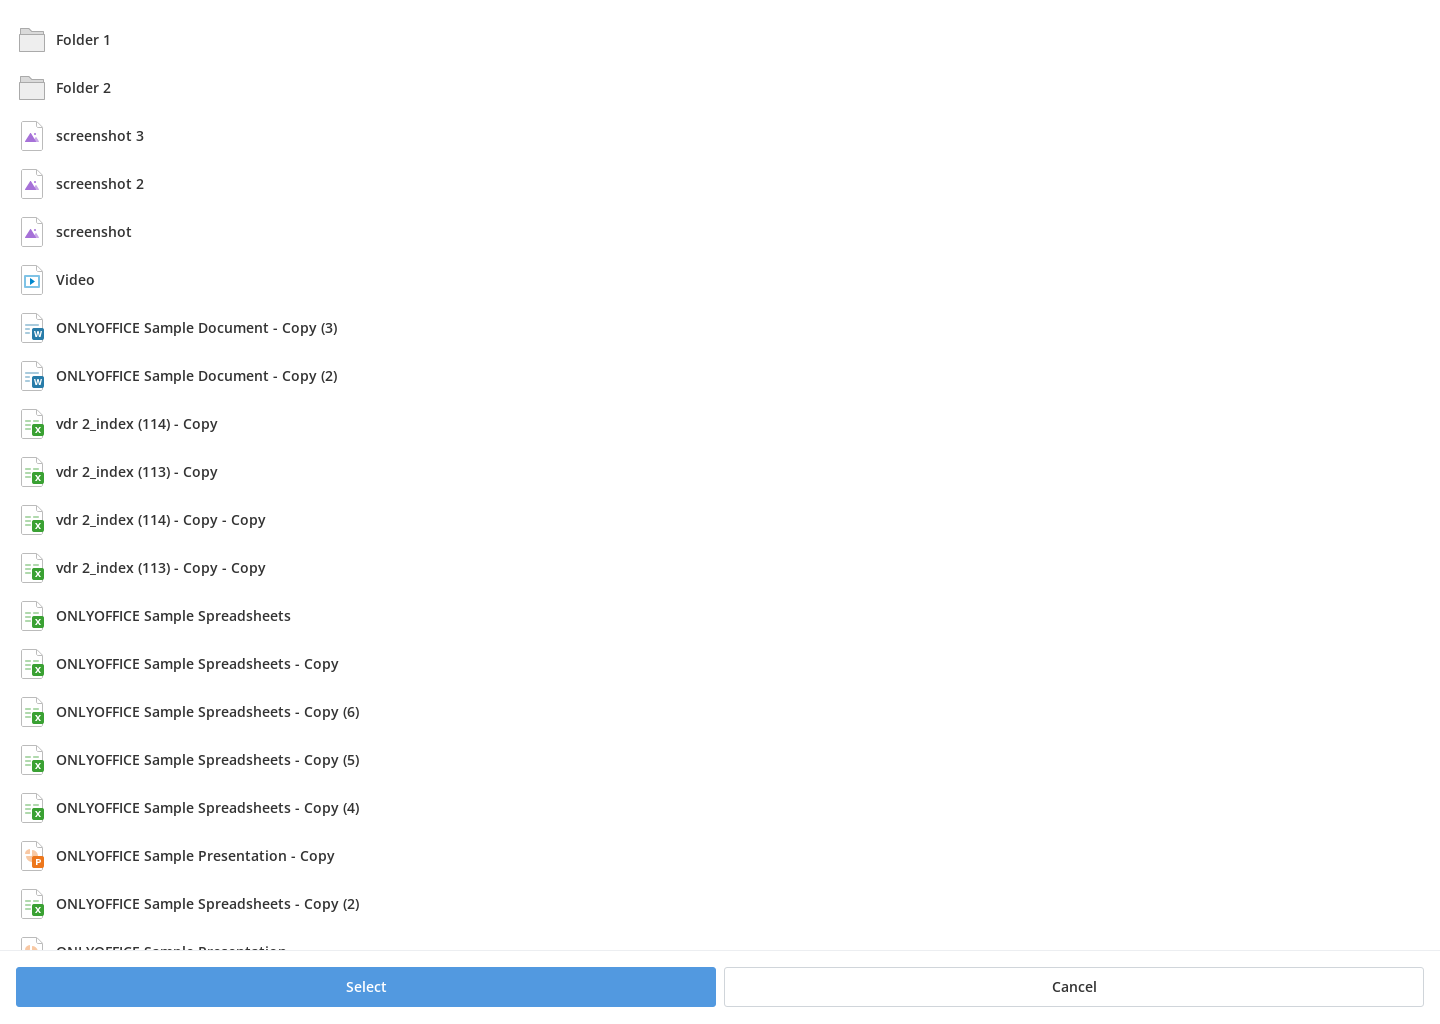 Folder 1
Folder 2
screenshot 3
screenshot 2
screenshot
Video
ONLYOFFICE Sample Document - Copy (3)
ONLYOFFICE Sample Document - Copy (2)
vdr 2_index (114) - Copy
vdr 2_index (113) - Copy
vdr 2_index (114) - Copy - Copy
vdr 2_index (113) - Copy - Copy
ONLYOFFICE Sample Spreadsheets
ONLYOFFICE Sample Spreadsheets - Copy
ONLYOFFICE Sample Spreadsheets - Copy (6)
ONLYOFFICE Sample Spreadsheets - Copy (5)
ONLYOFFICE Sample Spreadsheets - Copy (4)
ONLYOFFICE Sample Presentation - Copy
ONLYOFFICE Sample Spreadsheets - Copy (2)
ONLYOFFICE Sample Presentation
Select
Cancel